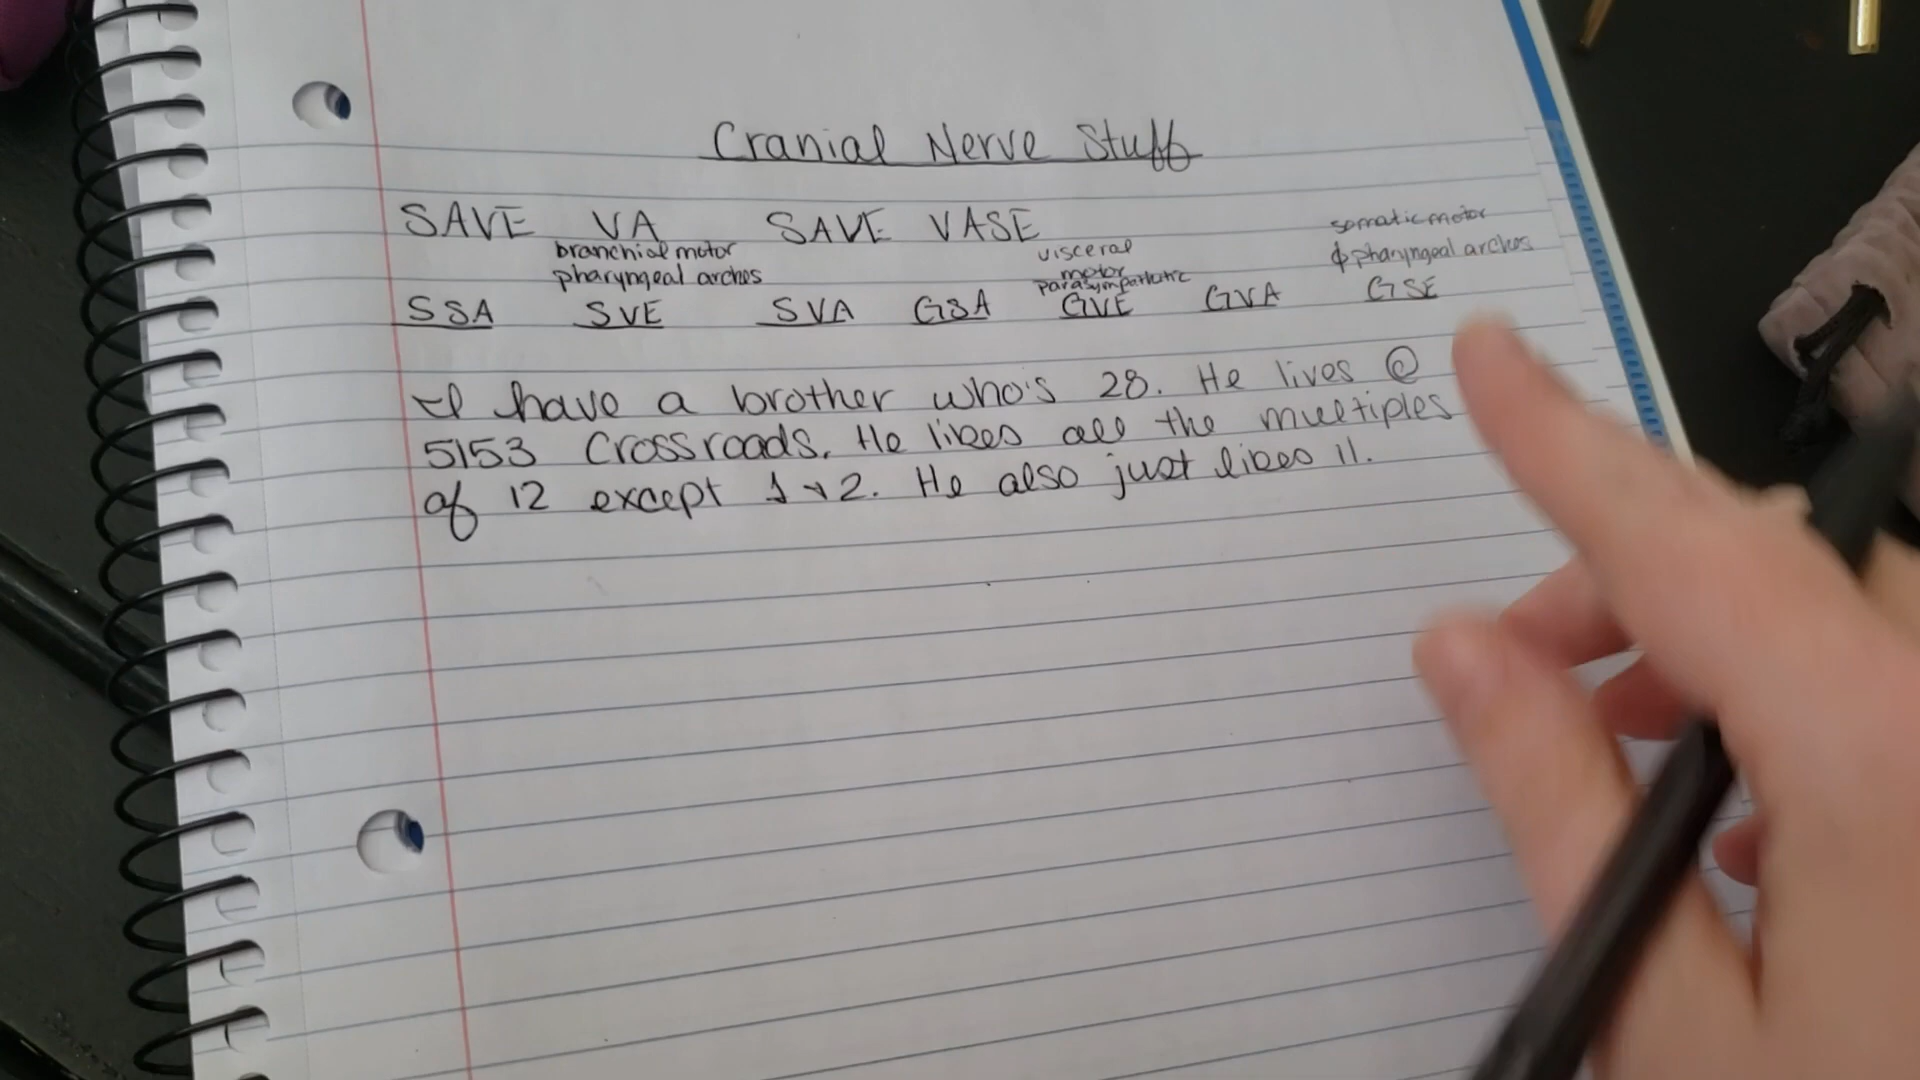 Cranial Nerve Stuff
SAVE VA SAVE VASE
branchial motor
pharyngeal arches
visceral
motor
parasympathetic
somatic motor
ϕ pharyngeal arches
SSA SVE SVA GSA GVE GVA GSE
I have a brother who's 28. He lives @
5153 Crossroads. He likes all the multiples
of 12 except 1 + 2. He also just likes 11.